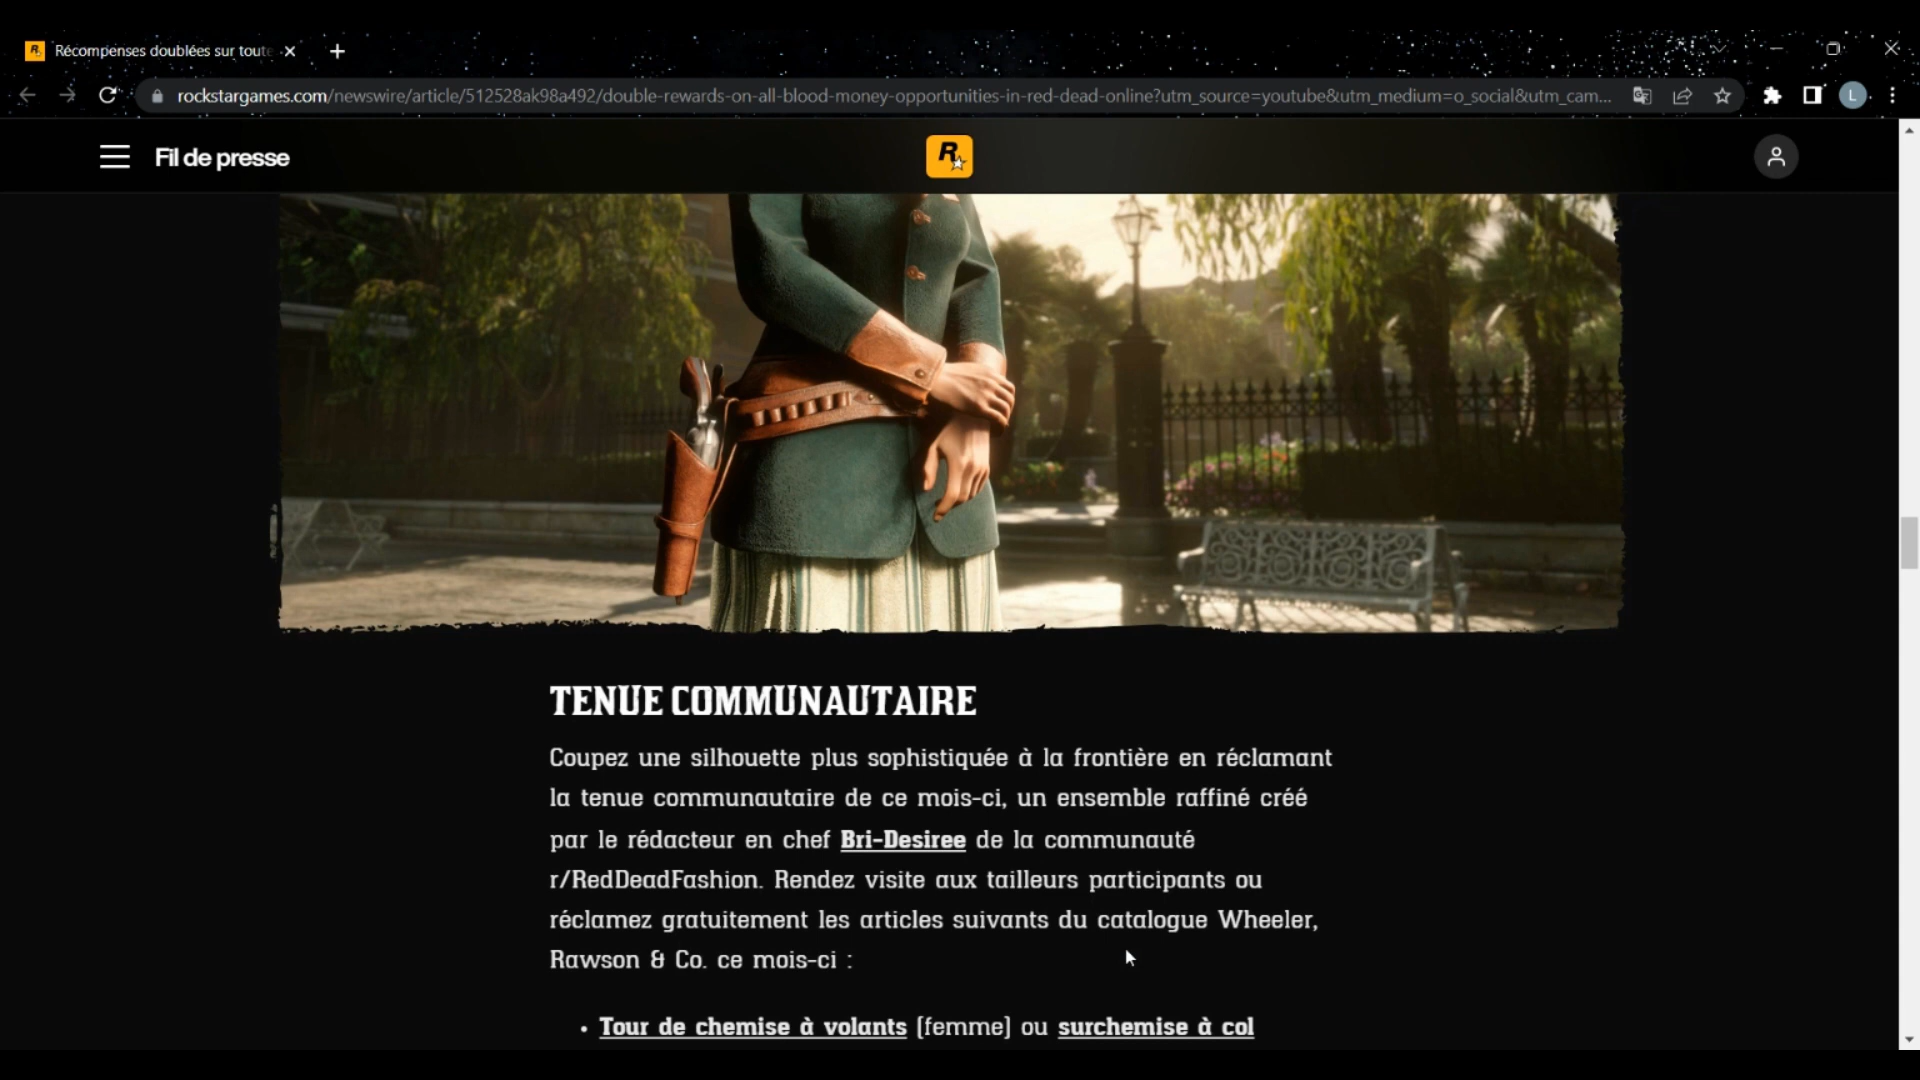 Récompenses doublées sur toute
rockstargames.com/newswire/article/512528ak98a492/double-rewards-on-all-blood-money-opportunities-in-red-dead-online?utm_source=youtube&utm_medium=o_social&utm_cam...
L
Fil de presse
R
TENUE COMMUNAUTAIRE
Coupez une silhouette plus sophistiquée à la frontière en réclamant
la tenue communautaire de ce mois-ci, un ensemble raffiné créé
par le rédacteur en chef Bri-Desiree de la communauté
r/RedDeadFashion. Rendez visite aux tailleurs participants ou
réclamez gratuitement les articles suivants du catalogue Wheeler,
Rawson & Co. ce mois-ci :
• Tour de chemise à volants (femme) ou surchemise à col